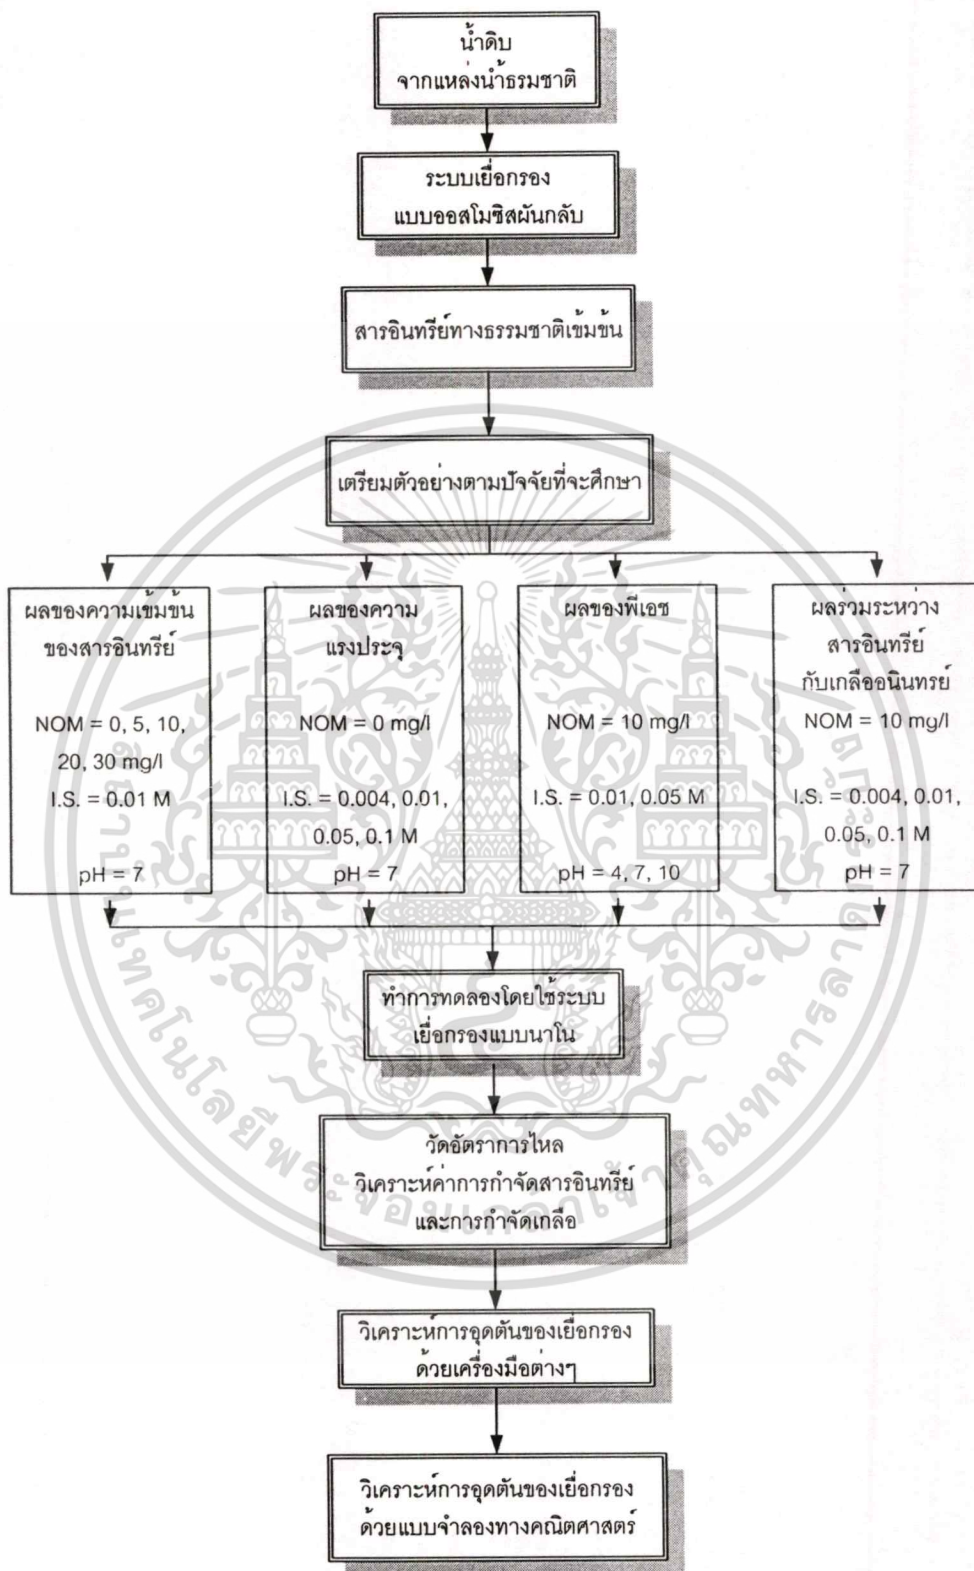 น้ำดิบ
จากแหล่งน้ำธรมชาติ
ระบบเยื่อกรอง
แบบออสโมซิสผันกลับ
สารอินทรีย์ทางธรรมชาติเข้มข้น
เตรียมตัวอย่างตามปัจจัยที่จะศึกษา
ผลของความเข้มข้น
ของสารอินทรีย์
NOM = 0, 5, 10,
20, 30 mg/l
I.S. = 0.01 M
pH = 7
ผลของความ
แรงประจุ
NOM = 0 mg/l
I.S. = 0.004, 0.01,
0.05, 0.1 M
pH = 7
ผลของพีเอช
NOM = 10 mg/l
I.S. = 0.01, 0.05 M
pH = 4, 7, 10
ผลร่วมระหว่าง
สารอินทรีย์
กับเกลืออนินทรย์
NOM = 10 mg/l
I.S. = 0.004, 0.01,
0.05, 0.1 M
pH = 7
ทำการทดลองโดยใช้ระบบ
เยื่อกรองแบบนาโน
วัดอัตราการไหล
วิเคราะห์ค่าการกำจัดสารอินทรีย์
และการกำจัดเกลือ
วิเคราะห์การอุดตันของเยื่อกรอง
ด้วยเครื่องมือต่างๆ
วิเคราะห์การอุดตันของเยื่อกรอง
ด้วยแบบจำลองทางคณิตศาสตร์